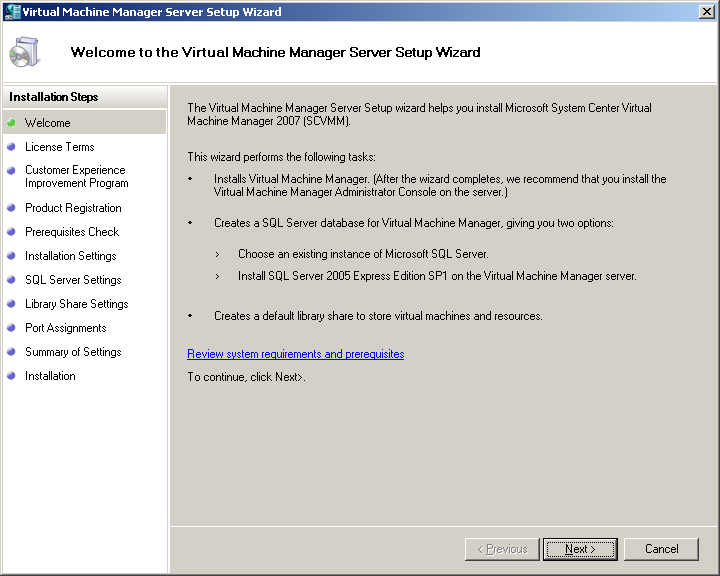 Virtual Machine Manager Server Setup Wizard
Welcome to the Virtual Machine Manager Server Setup Wizard
Installation Steps
Welcome
License Terms
Customer Experience
Improvement Program
Product Registration
Prerequisites Check
Installation Settings
SQL Server Settings
Library Share Settings
Port Assignments
Summary of Settings
Installation
The Virtual Machine Manager Server Setup wizard helps you install Microsoft System Center Virtual
Machine Manager 2007 (SCVMM).
This wizard performs the following tasks:
• Installs Virtual Machine Manager. (After the wizard completes, we recommend that you install the
Virtual Machine Manager Administrator Console on the server.)
• Creates a SQL Server database for Virtual Machine Manager, giving you two options:
> Choose an existing instance of Microsoft SQL Server.
> Install SQL Server 2005 Express Edition SP1 on the Virtual Machine Manager server.
• Creates a default library share to store virtual machines and resources.
Review system requirements and prerequisites
To continue, click Next>.
< Previous
Next >
Cancel